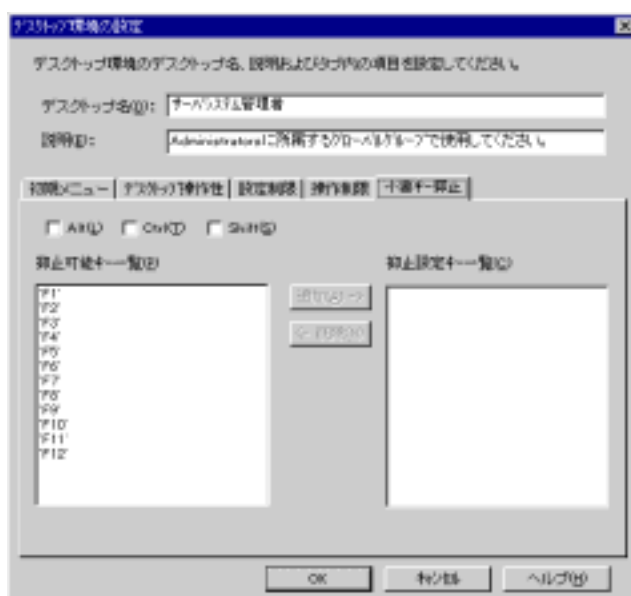 デスクトップ環境の設定
デスクトップ環境のデスクトップ名、説明およびタブ内の項目を設定してください。
デスクトップ名(D): サーバシステム管理者
説明(E): Administratorsに所属するグローバルグループで使用してください。
初期メニュー デスクトップ操作性 設定制限 操作制限 不要キー抑止
Alt(L) Ctrl(T) Shift(S)
抑止可能キー一覧(P) 抑止設定キー一覧(C)
追加(A) ->
<- 削除(R)
'F1'
'F2'
'F3'
'F4'
'F5'
'F6'
'F7'
'F8'
'F9'
'F10'
'F11'
'F12'
OK キャンセル ヘルプ(H)